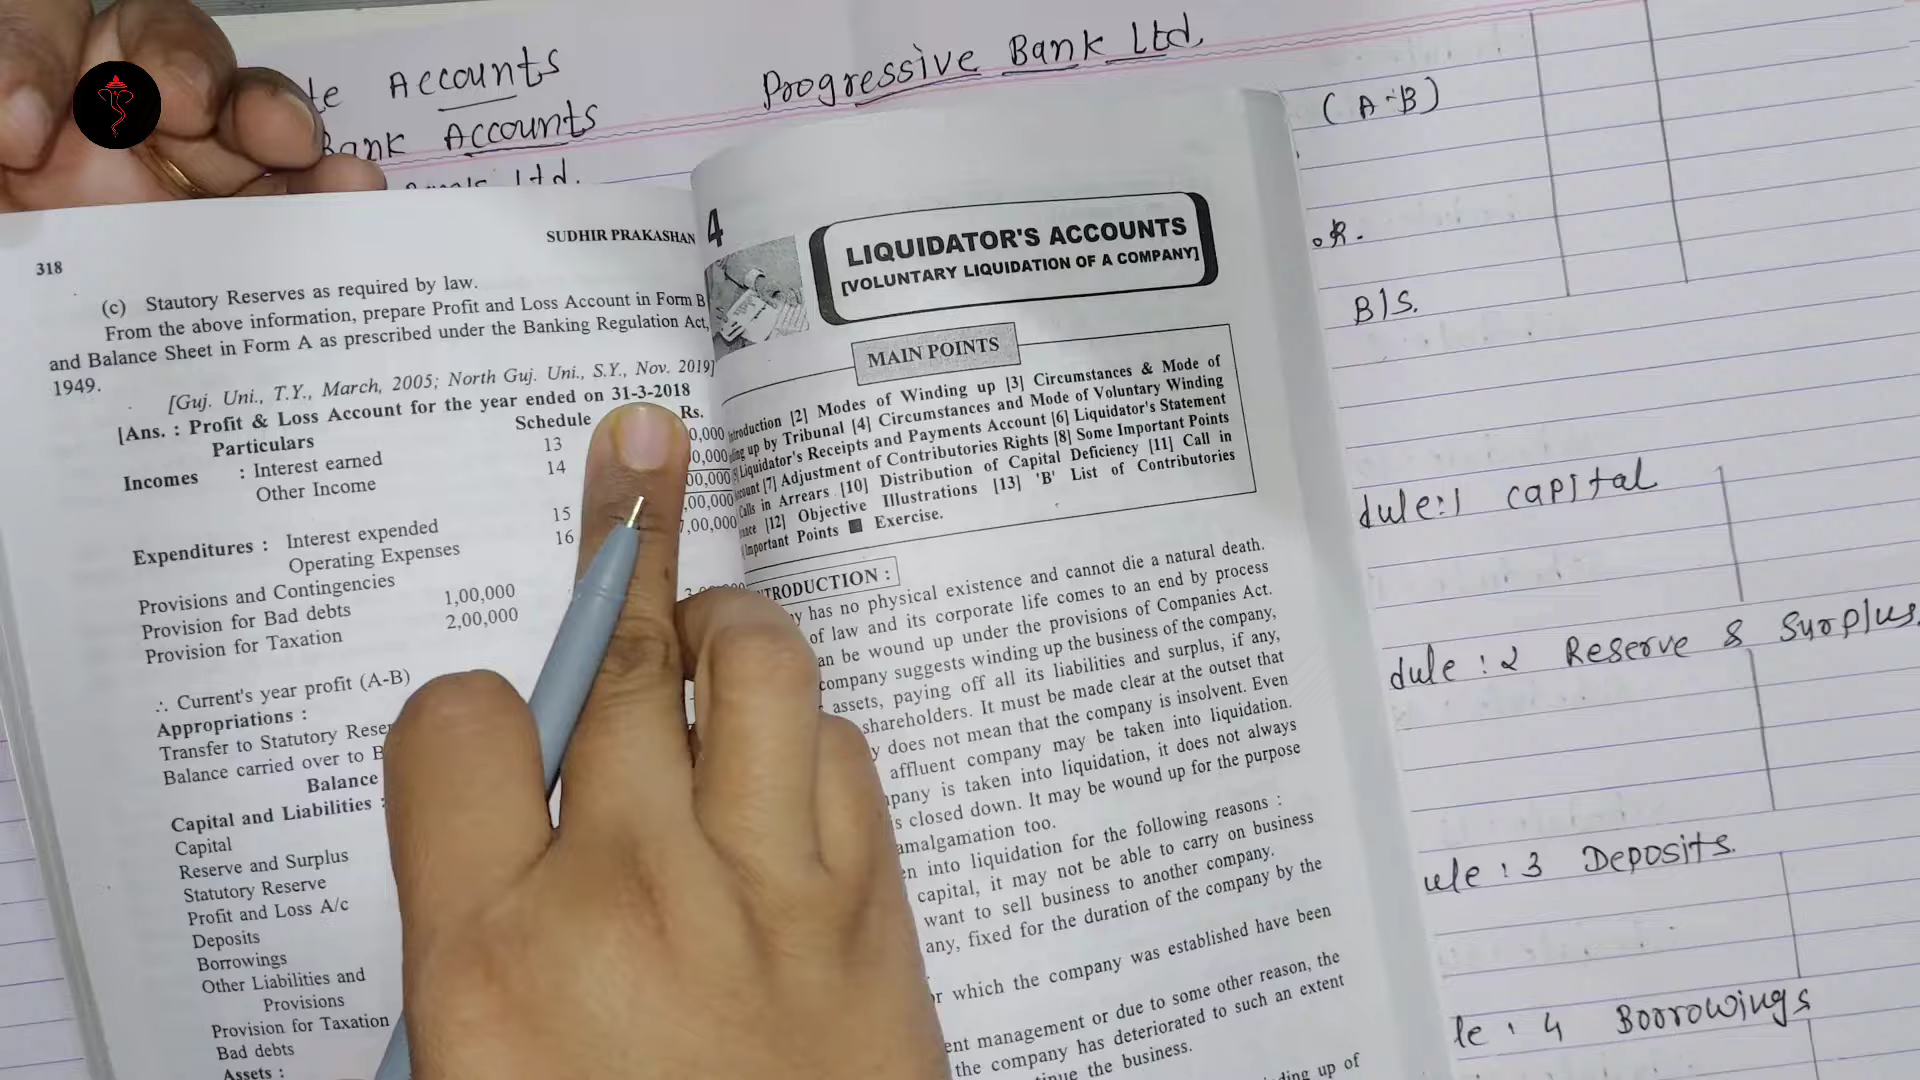 Accounts
Bank Accounts
Ltd.
Progressive Bank Ltd.
(A-B)
B/S.
Capital
: 2 Reserve & Surplus.
: 3 Deposits.
: 4 Borrowings
318
SUDHIR PRAKASHAN
(c) Stautory Reserves as required by law.
From the above information, prepare Profit and Loss Account in Form B
and Balance Sheet in Form A as prescribed under the Banking Regulation Act,
1949.
[Guj. Uni., T.Y., March, 2005; North Guj. Uni., S.Y., Nov. 2019]
[Ans. : Profit & Loss Account for the year ended on 31-3-2018
Particulars Schedule Rs.
Incomes : Interest earned 13
Other Income 14
Expenditures : Interest expended 15
Operating Expenses 16
Provisions and Contingencies
Provision for Bad debts 1,00,000
Provision for Taxation 2,00,000
∴ Current's year profit (A-B)
Appropriations :
Transfer to Statutory
Balance carried over to
Balance
Capital and Liabilities :
Capital
Reserve and Surplus
Statutory Reserve
Profit and Loss A/c
Deposits
Borrowings
Other Liabilities and
Provisions
Provision for Taxation
Bad debts
Assets :
4
LIQUIDATOR'S ACCOUNTS
[VOLUNTARY LIQUIDATION OF A COMPANY]
MAIN POINTS
[2] Modes of Winding up [3] Circumstances & Mode of
up by Tribunal [4] Circumstances and Mode of Voluntary Winding
Liquidator's Receipts and Payments Account [6] Liquidator's Statement
[7] Adjustment of Contributories Rights [8] Some Important Points
Calls in Arrears [10] Distribution of Capital Deficiency [11] Call in
[12] Objective Illustrations [13] 'B' List of Contributories
Important Points ■ Exercise.
has no physical existence and cannot die a natural death.
of law and its corporate life comes to an end by process
be wound up under the provisions of Companies Act.
company suggests winding up the business of the company,
assets, paying off all its liabilities and surplus, if any,
shareholders. It must be made clear at the outset that
does not mean that the company is insolvent. Even
affluent company may be taken into liquidation.
is taken into liquidation, it does not always
closed down. It may be wound up for the purpose
amalgamation too.
into liquidation for the following reasons :
capital, it may not be able to carry on business
want to sell business to another company.
fixed for the duration of the company by the
which the company was established have been
management or due to some other reason, the
the company has deteriorated to such an extent
the business.
up of